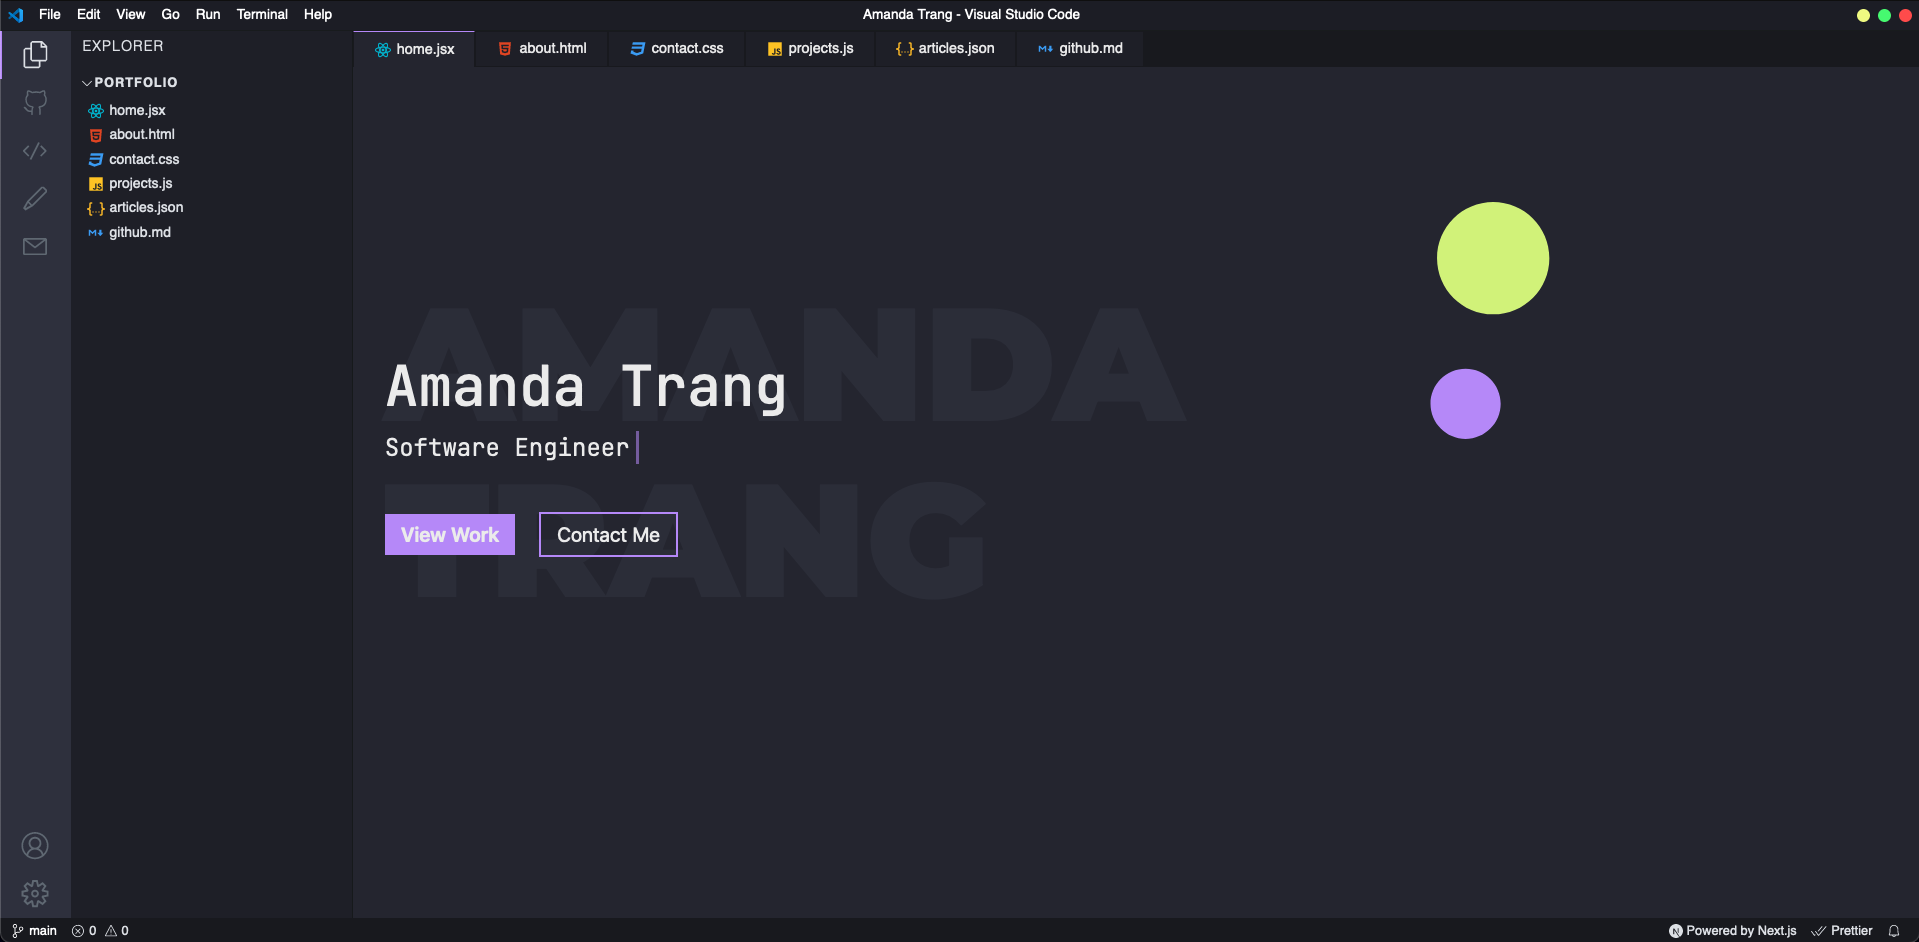 File Edit View Go Run Terminal Help
Amanda Trang - Visual Studio Code
EXPLORER
PORTFOLIO
home.jsx
about.html
contact.css
projects.js
articles.json
github.md
home.jsx about.html contact.css projects.js articles.json github.md
AMANDA
TRANG
Amanda Trang
Software Engineer
View Work
Contact Me
main 0 0
Powered by Next.js Prettier